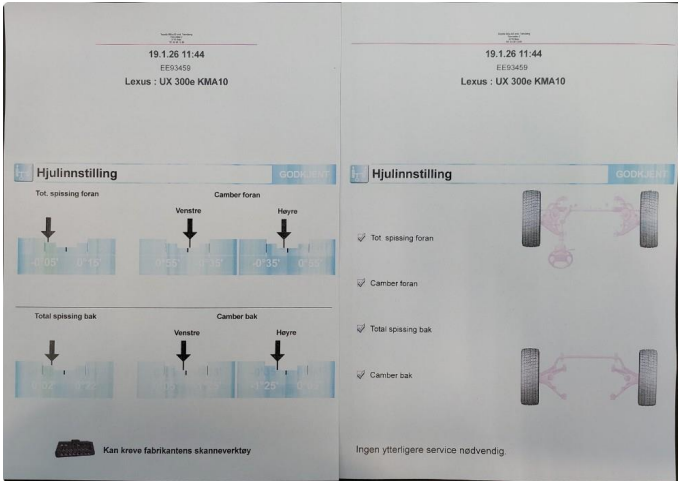 19.1.26 11:44
EE93459
Lexus : UX 300e KMA10
Hjulinnstilling
GODKJENT
Tot. spissing foran
Camber foran
Venstre
Høyre
-0°05' 0°15'
-0°35'
Total spissing bak
Camber bak
Venstre
Høyre
-1°25'
Kan kreve fabrikantens skanneverktøy
19.1.26 11:44
EE93459
Lexus : UX 300e KMA10
Hjulinnstilling
GODKJENT
Tot. spissing foran
Camber foran
Total spissing bak
Camber bak
Ingen ytterligere service nødvendig.